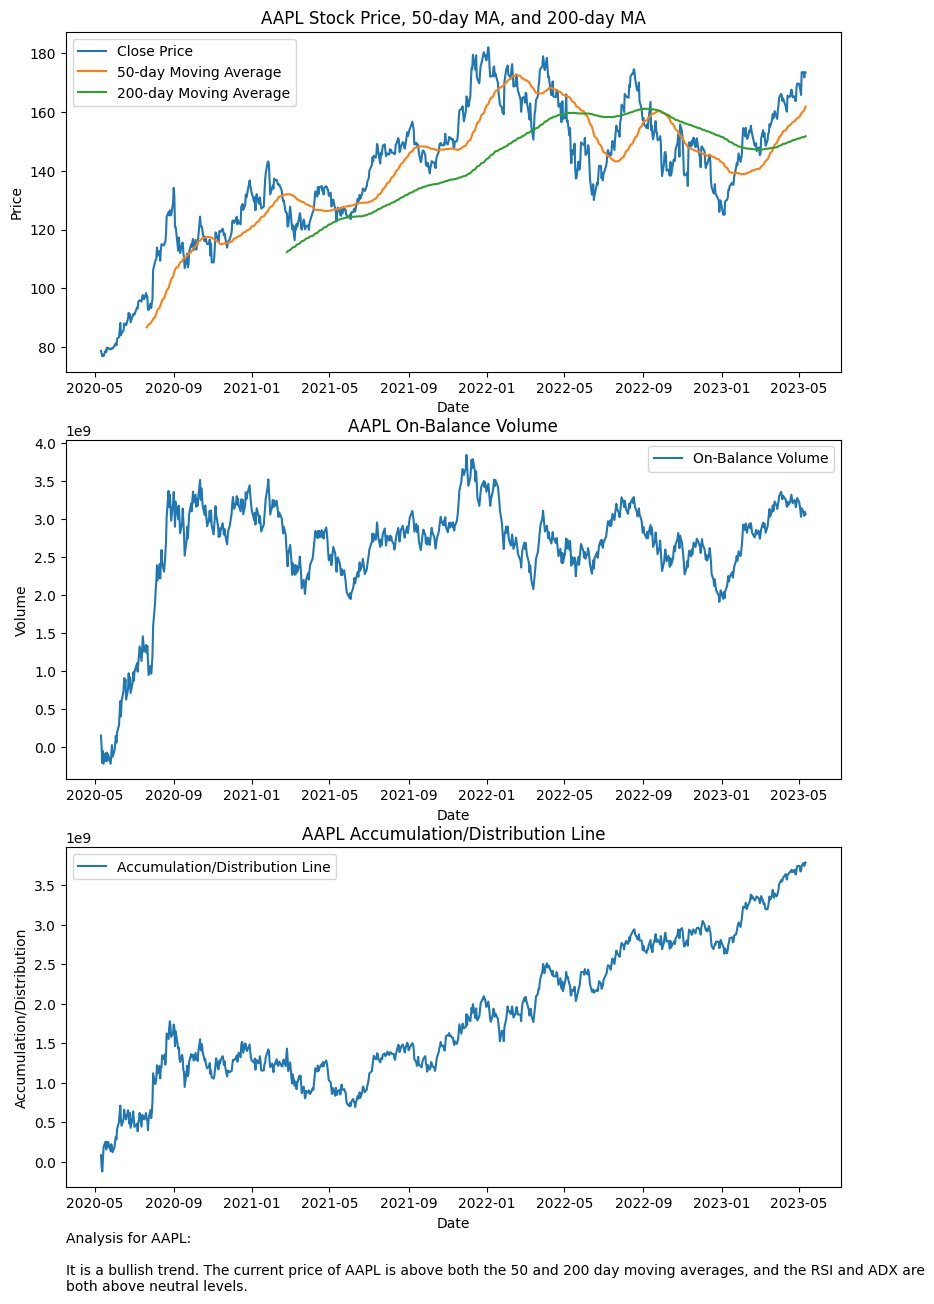 AAPL Stock Price, 50-day MA, and 200-day MA
Close Price
50-day Moving Average
200-day Moving Average
Price
180
160
140
120
100
80
2020-05 2020-09 2021-01 2021-05 2021-09 2022-01 2022-05 2022-09 2023-01 2023-05
Date
AAPL On-Balance Volume
1e9
On-Balance Volume
Volume
4.0
3.5
3.0
2.5
2.0
1.5
1.0
0.5
0.0
2020-05 2020-09 2021-01 2021-05 2021-09 2022-01 2022-05 2022-09 2023-01 2023-05
Date
AAPL Accumulation/Distribution Line
1e9
Accumulation/Distribution Line
Accumulation/Distribution
3.5
3.0
2.5
2.0
1.5
1.0
0.5
0.0
2020-05 2020-09 2021-01 2021-05 2021-09 2022-01 2022-05 2022-09 2023-01 2023-05
Date
Analysis for AAPL:
It is a bullish trend. The current price of AAPL is above both the 50 and 200 day moving averages, and the RSI and ADX are
both above neutral levels.